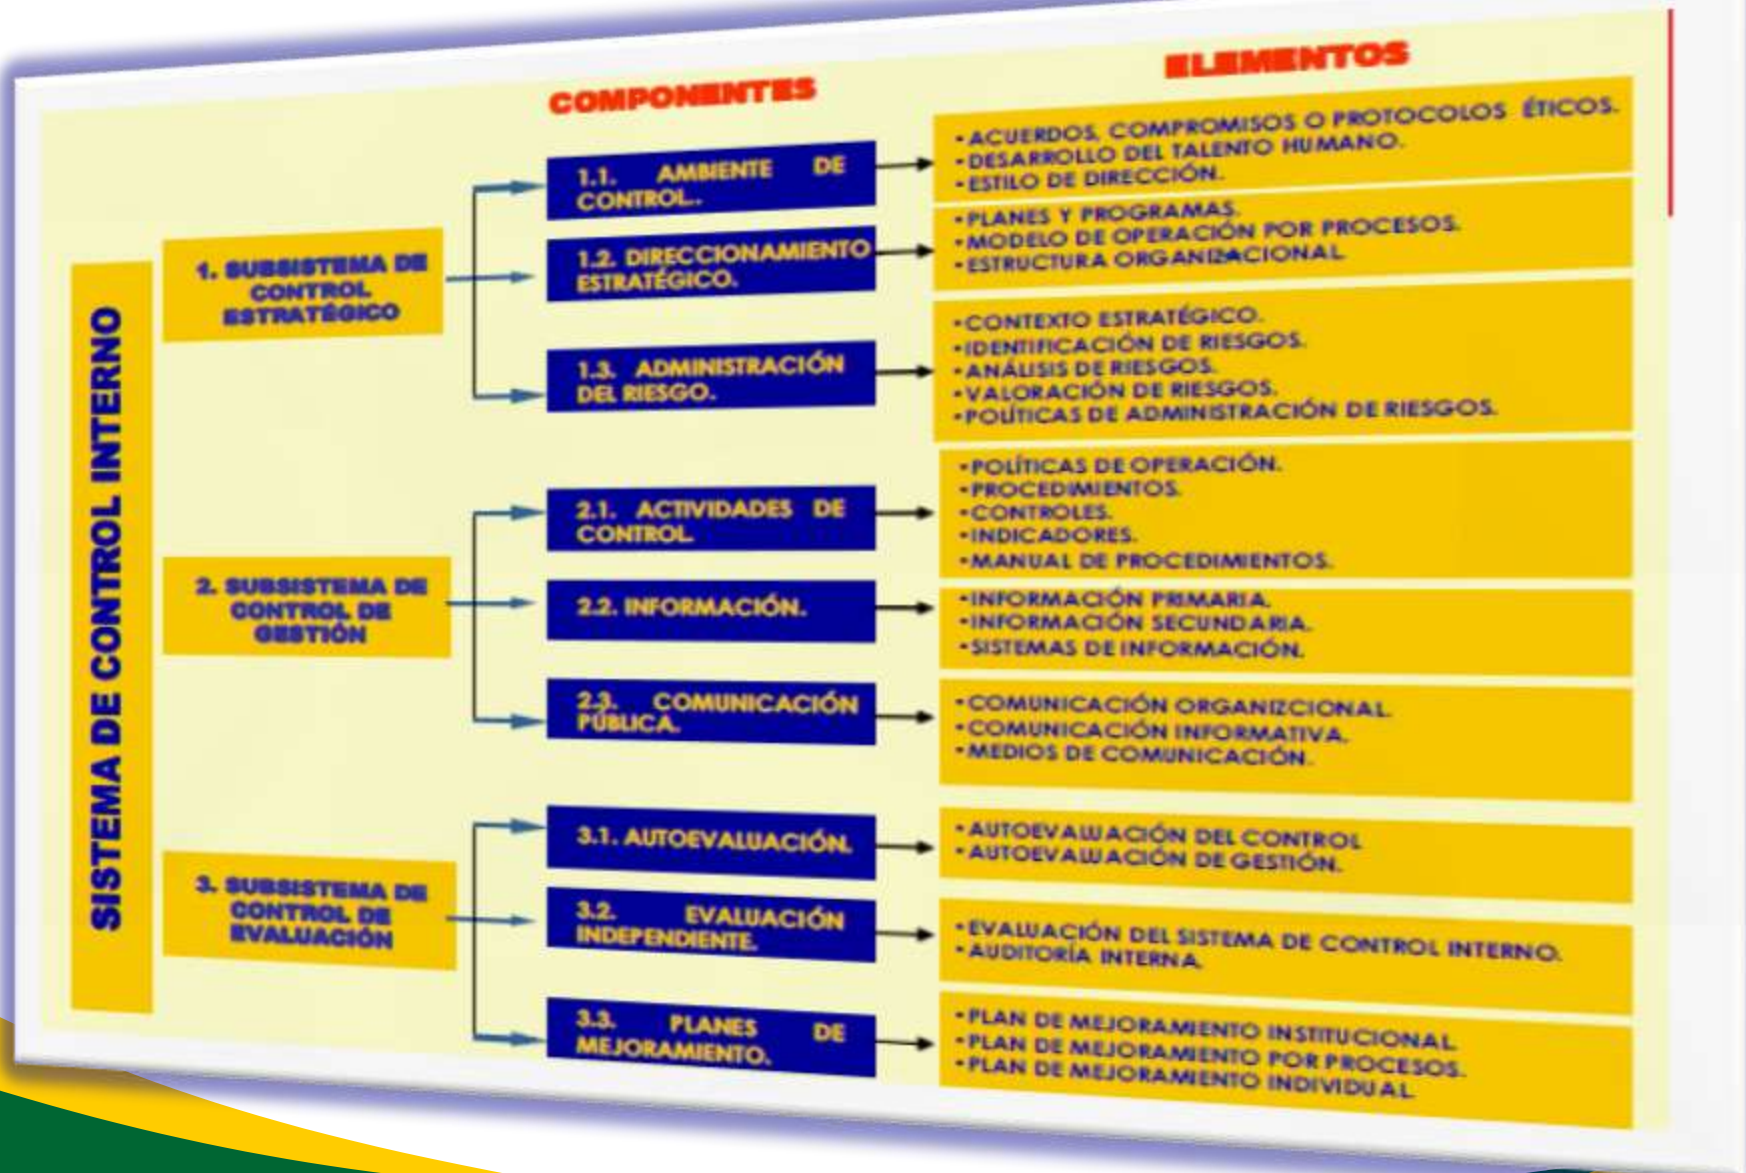 COMPONENTES
ELEMENTOS
SISTEMA DE CONTROL INTERNO
1. SUBSISTEMA DE
CONTROL
ESTRATÉGICO
1.1. AMBIENTE DE
CONTROL..
•ACUERDOS, COMPROMISOS O PROTOCOLOS ÉTICOS.
•DESARROLLO DEL TALENTO HUMANO.
•ESTILO DE DIRECCIÓN.
1.2. DIRECCIONAMIENTO
ESTRATÉGICO.
•PLANES Y PROGRAMAS.
•MODELO DE OPERACIÓN POR PROCESOS.
•ESTRUCTURA ORGANIZACIONAL
1.3. ADMINISTRACIÓN
DEL RIESGO.
•CONTEXTO ESTRATÉGICO.
•IDENTIFICACIÓN DE RIESGOS.
•ANÁLISIS DE RIESGOS.
•VALORACIÓN DE RIESGOS.
•POLÍTICAS DE ADMINISTRACIÓN DE RIESGOS.
2. SUBSISTEMA DE
CONTROL DE
GESTIÓN
2.1. ACTIVIDADES DE
CONTROL.
•POLÍTICAS DE OPERACIÓN.
•PROCEDIMIENTOS.
•CONTROLES.
•INDICADORES.
•MANUAL DE PROCEDIMIENTOS.
2.2. INFORMACIÓN.
•INFORMACIÓN PRIMARIA.
•INFORMACIÓN SECUNDARIA.
•SISTEMAS DE INFORMACIÓN.
2.3. COMUNICACIÓN
PÚBLICA.
•COMUNICACIÓN ORGANIZCIONAL.
•COMUNICACIÓN INFORMATIVA.
•MEDIOS DE COMUNICACIÓN.
3. SUBSISTEMA DE
CONTROL DE
EVALUACIÓN
3.1. AUTOEVALUACIÓN.
•AUTOEVALUACIÓN DEL CONTROL
•AUTOEVALUACIÓN DE GESTIÓN.
3.2. EVALUACIÓN
INDEPENDIENTE.
•EVALUACIÓN DEL SISTEMA DE CONTROL INTERNO.
•AUDITORÍA INTERNA.
3.3. PLANES DE
MEJORAMIENTO.
•PLAN DE MEJORAMIENTO INSTITUCIONAL
•PLAN DE MEJORAMIENTO POR PROCESOS.
•PLAN DE MEJORAMIENTO INDIVIDUAL